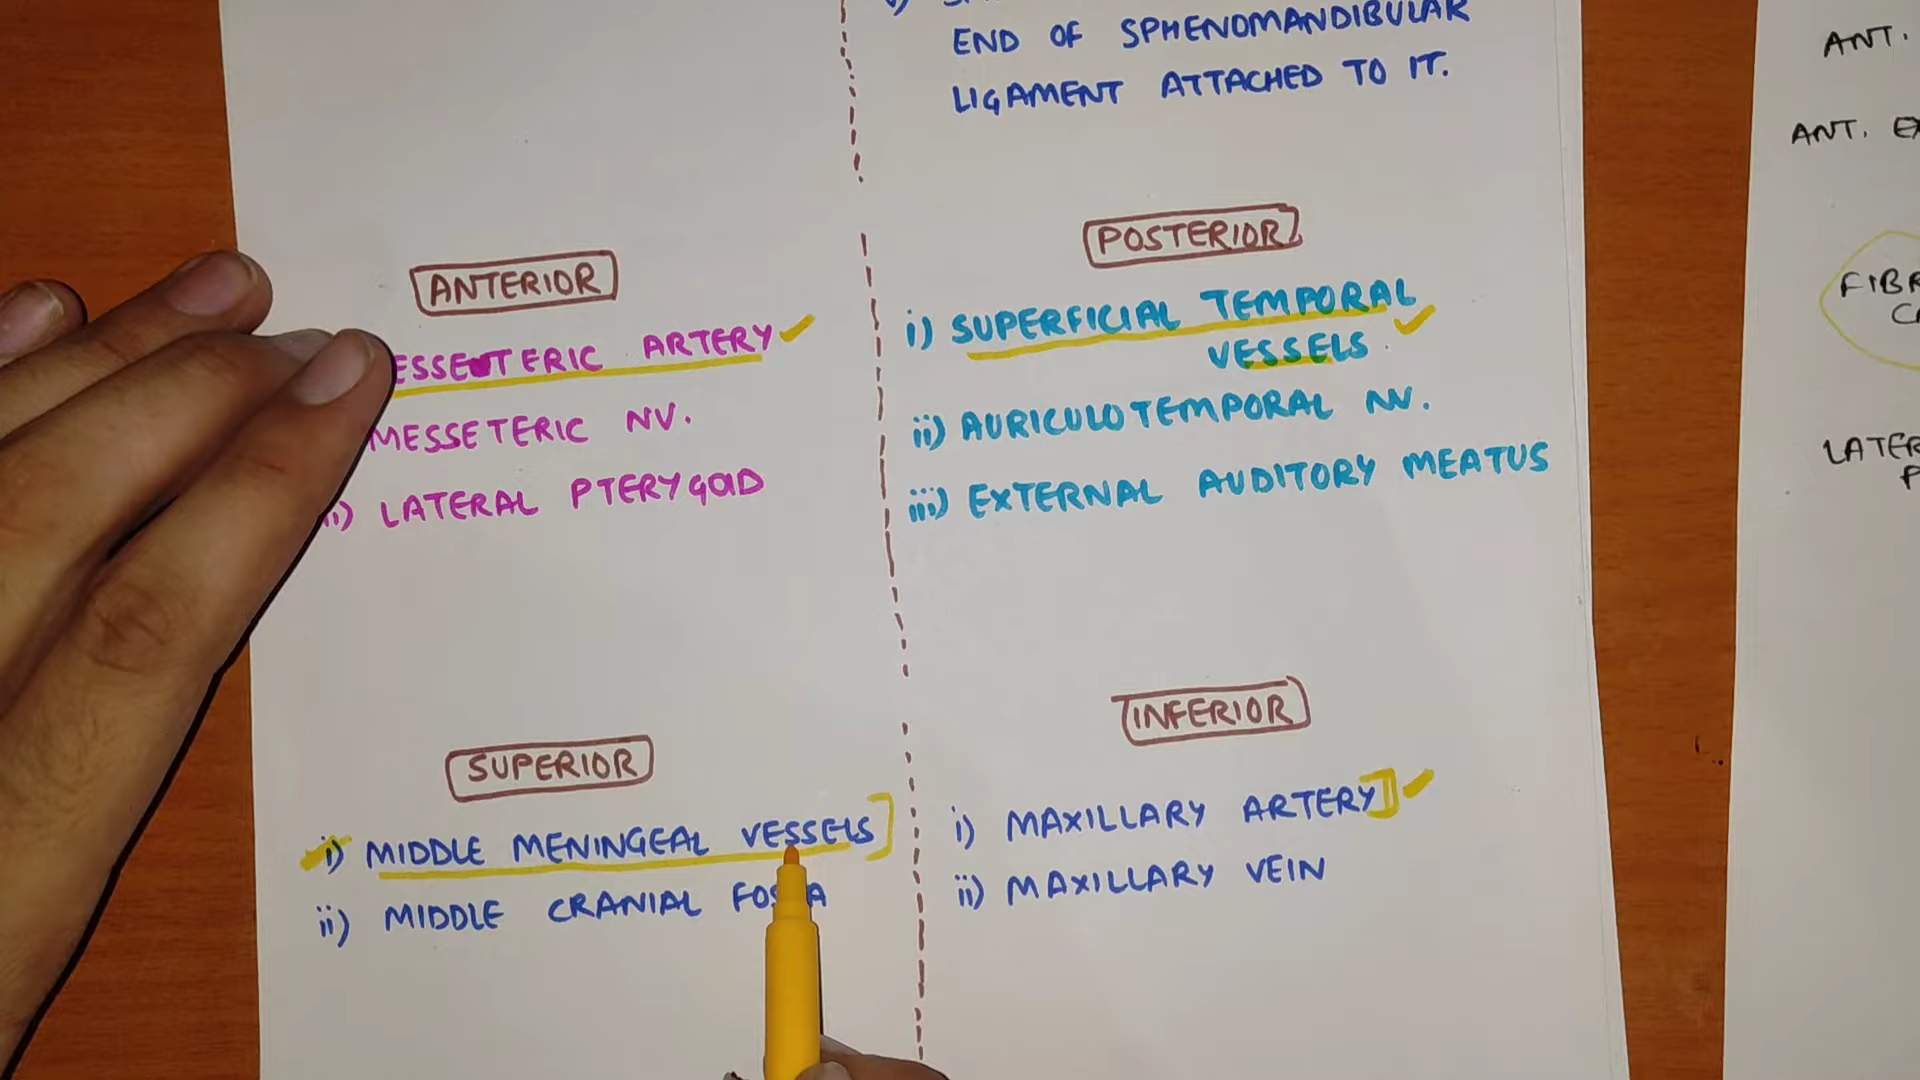 END OF SPHENOMANDIBULAR
LIGAMENT ATTACHED TO IT.
ANTERIOR
ARTERY
MESSETERIC NV.
LATERAL PTERYGOID
POSTERIOR
i) SUPERFICIAL TEMPORAL
VESSELS
ii) AURICULOTEMPORAL NV.
iii) EXTERNAL AUDITORY MEATUS
SUPERIOR
i) MIDDLE MENINGEAL VESSELS
ii) MIDDLE CRANIAL
INFERIOR
i) MAXILLARY ARTERY
ii) MAXILLARY VEIN
ANT.
ANT.